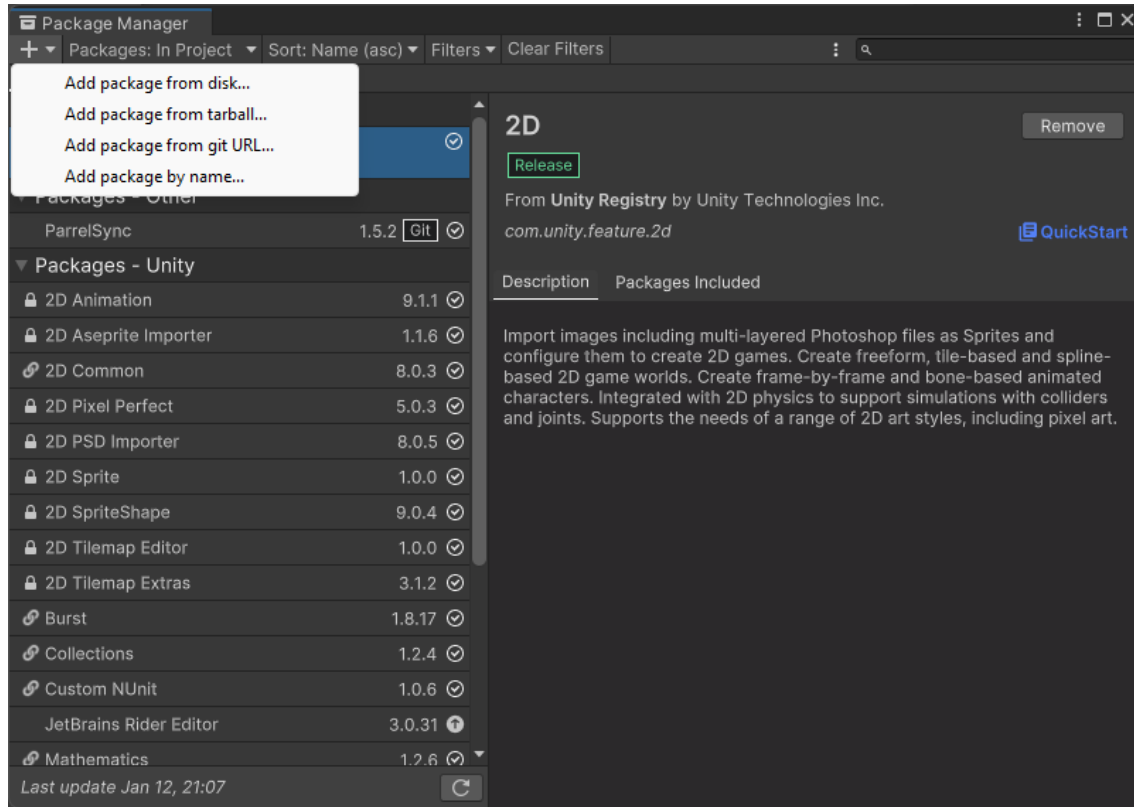 Package Manager
Packages: In Project Sort: Name (asc) Filters Clear Filters
Add package from disk...
Add package from tarball...
Add package from git URL...
Add package by name...
Packages - Other
ParrelSync 1.5.2 Git
Packages - Unity
2D Animation 9.1.1
2D Aseprite Importer 1.1.6
2D Common 8.0.3
2D Pixel Perfect 5.0.3
2D PSD Importer 8.0.5
2D Sprite 1.0.0
2D SpriteShape 9.0.4
2D Tilemap Editor 1.0.0
2D Tilemap Extras 3.1.2
Burst 1.8.17
Collections 1.2.4
Custom NUnit 1.0.6
JetBrains Rider Editor 3.0.31
Mathematics 1.2.6
Last update Jan 12, 21:07
2D Remove
Release
From Unity Registry by Unity Technologies Inc.
com.unity.feature.2d QuickStart
Description Packages Included
Import images including multi-layered Photoshop files as Sprites and
configure them to create 2D games. Create freeform, tile-based and spline-
based 2D game worlds. Create frame-by-frame and bone-based animated
characters. Integrated with 2D physics to support simulations with colliders
and joints. Supports the needs of a range of 2D art styles, including pixel art.